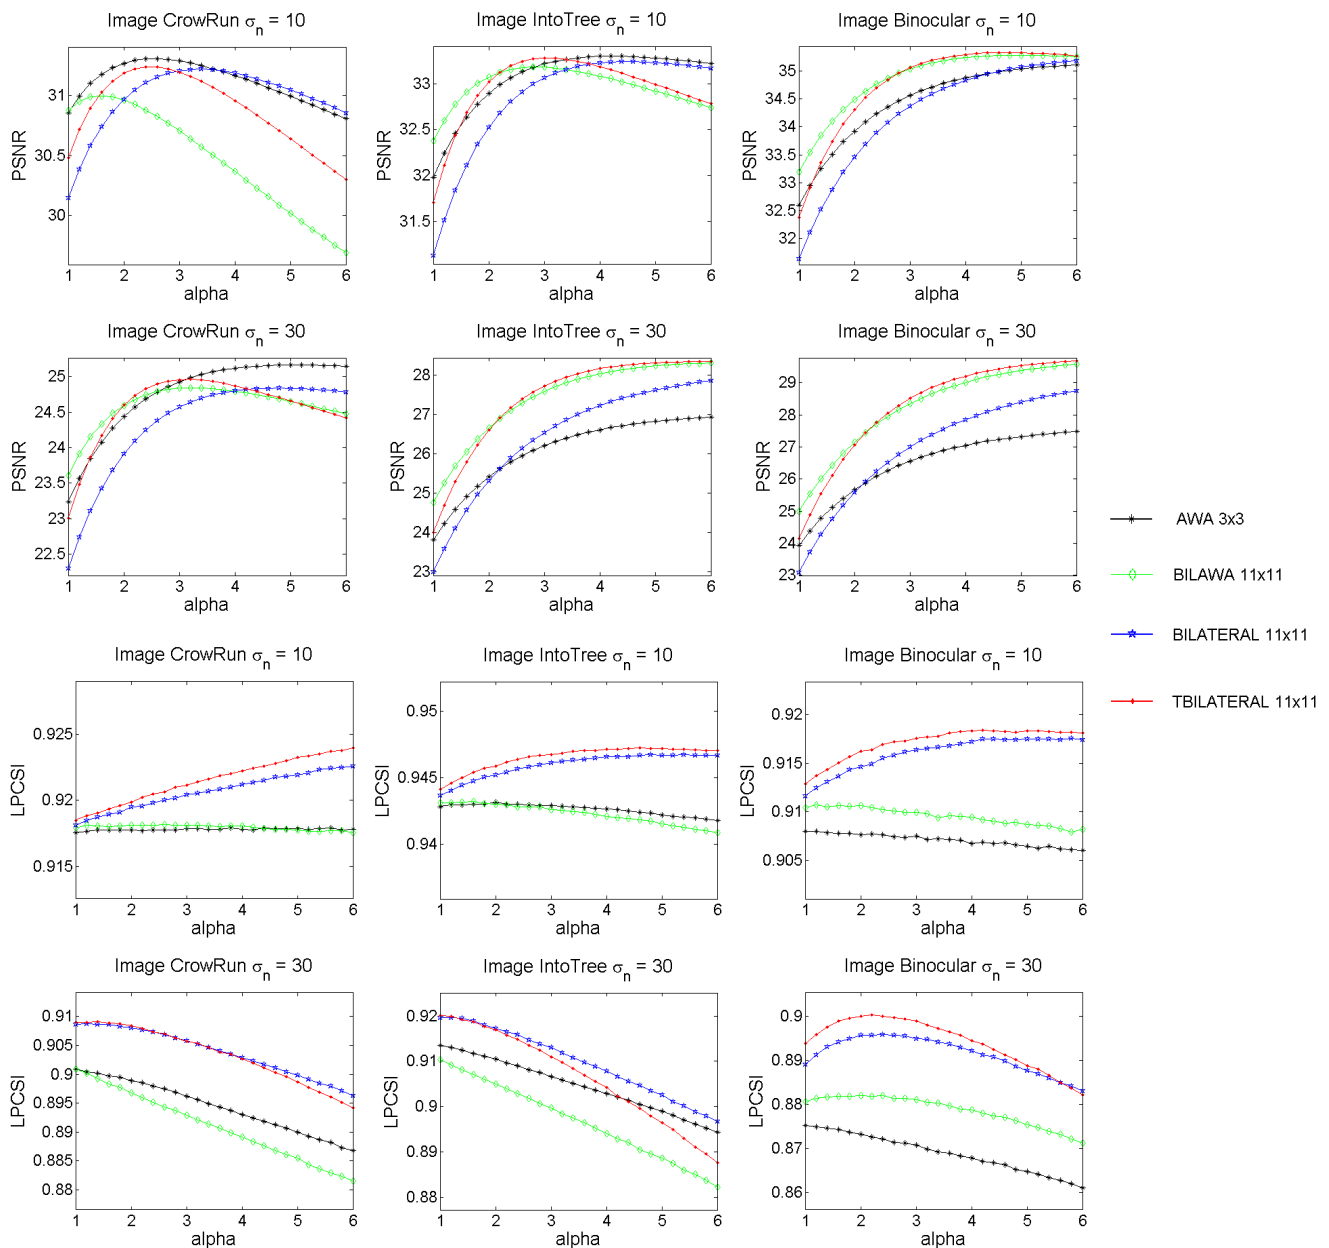 Image CrowRun σn = 10
31
30.5
30
PSNR
1 2 3 4 5 6
alpha
Image IntoTree σn = 10
33
32.5
32
31.5
PSNR
1 2 3 4 5 6
alpha
Image Binocular σn = 10
35
34.5
34
33.5
33
32.5
32
PSNR
1 2 3 4 5 6
alpha
Image CrowRun σn = 30
25
24.5
24
23.5
23
22.5
PSNR
1 2 3 4 5 6
alpha
Image IntoTree σn = 30
28
27
26
25
24
23
PSNR
1 2 3 4 5 6
alpha
Image Binocular σn = 30
29
28
27
26
25
24
23
PSNR
1 2 3 4 5 6
alpha
AWA 3x3
BILAWA 11x11
BILATERAL 11x11
TBILATERAL 11x11
Image CrowRun σn = 10
0.925
0.92
0.915
LPCSI
1 2 3 4 5 6
alpha
Image IntoTree σn = 10
0.95
0.945
0.94
LPCSI
1 2 3 4 5 6
alpha
Image Binocular σn = 10
0.92
0.915
0.91
0.905
LPCSI
1 2 3 4 5 6
alpha
Image CrowRun σn = 30
0.91
0.905
0.9
0.895
0.89
0.885
0.88
LPCSI
1 2 3 4 5 6
alpha
Image IntoTree σn = 30
0.92
0.91
0.9
0.89
0.88
LPCSI
1 2 3 4 5 6
alpha
Image Binocular σn = 30
0.9
0.89
0.88
0.87
0.86
LPCSI
1 2 3 4 5 6
alpha